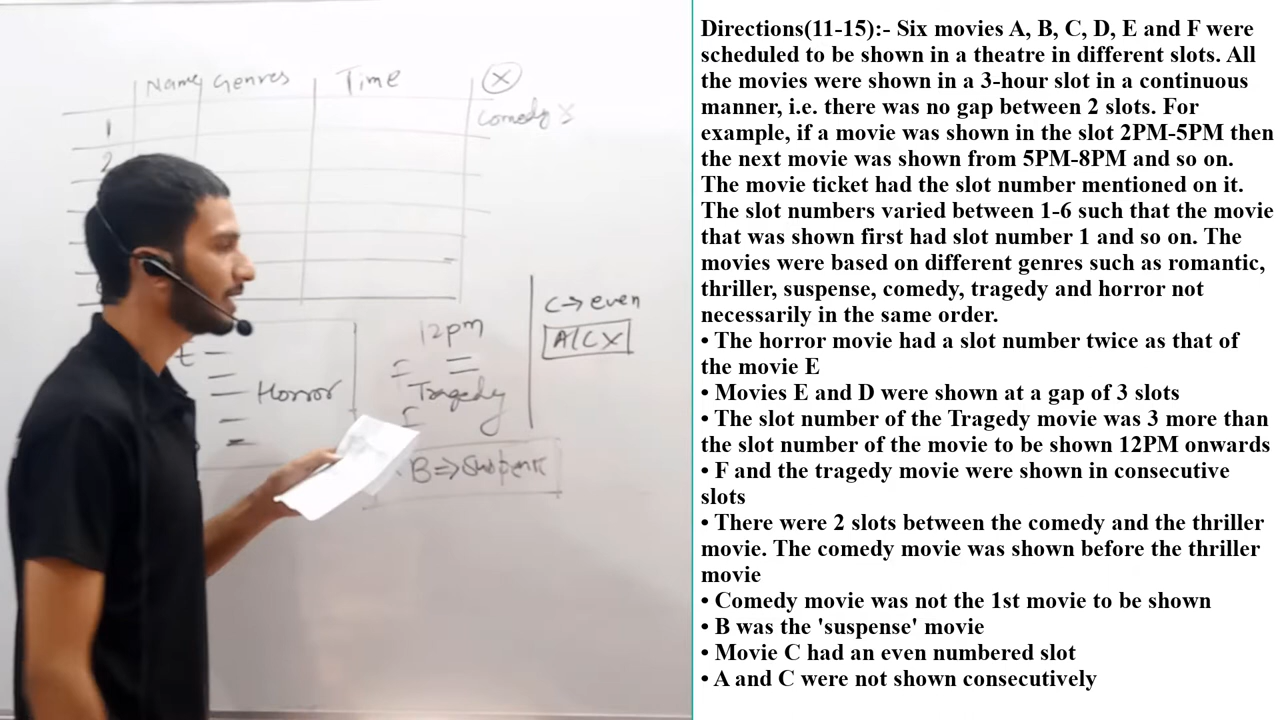 Name Genres Time X
Comedy X
1
2
C → even
A/C X
12pm
Tragedy
F
Horror
B ⇒ Suspense
Directions(11-15):- Six movies A, B, C, D, E and F were
scheduled to be shown in a theatre in different slots. All
the movies were shown in a 3-hour slot in a continuous
manner, i.e. there was no gap between 2 slots. For
example, if a movie was shown in the slot 2PM-5PM then
the next movie was shown from 5PM-8PM and so on.
The movie ticket had the slot number mentioned on it.
The slot numbers varied between 1-6 such that the movie
that was shown first had slot number 1 and so on. The
movies were based on different genres such as romantic,
thriller, suspense, comedy, tragedy and horror not
necessarily in the same order.
• The horror movie had a slot number twice as that of
the movie E
• Movies E and D were shown at a gap of 3 slots
• The slot number of the Tragedy movie was 3 more than
the slot number of the movie to be shown 12PM onwards
• F and the tragedy movie were shown in consecutive
slots
• There were 2 slots between the comedy and the thriller
movie. The comedy movie was shown before the thriller
movie
• Comedy movie was not the 1st movie to be shown
• B was the 'suspense' movie
• Movie C had an even numbered slot
• A and C were not shown consecutively